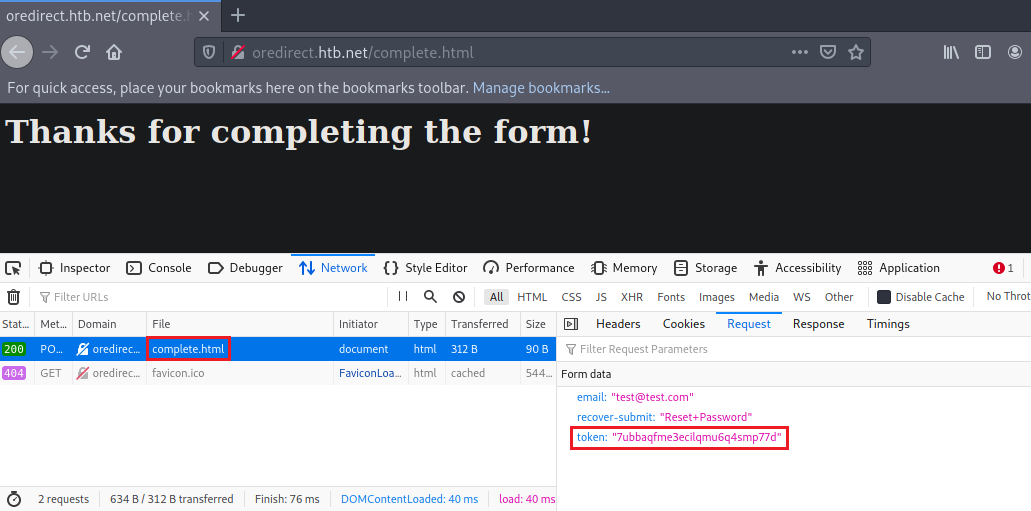 oredirect.htb.net/complete.h
oredirect.htb.net/complete.html
For quick access, place your bookmarks here on the bookmarks toolbar. Manage bookmarks...
Thanks for completing the form!
Inspector Console Debugger Network Style Editor Performance Memory Storage Accessibility Application 1
Filter URLs All HTML CSS JS XHR Fonts Images Media WS Other Disable Cache No Throt
Stat... Met... Domain File Initiator Type Transferred Size Headers Cookies Request Response Timings
200 PO... oredirec... complete.html document html 312 B 90 B Filter Request Parameters
404 GET oredirec... favicon.ico FaviconLoa... html cached 544... Form data
email: "test@test.com"
recover-submit: "Reset+Password"
token: "7ubbaqfme3ecilqmu6q4smp77d"
2 requests 634 B / 312 B transferred Finish: 76 ms DOMContentLoaded: 40 ms load: 40 ms